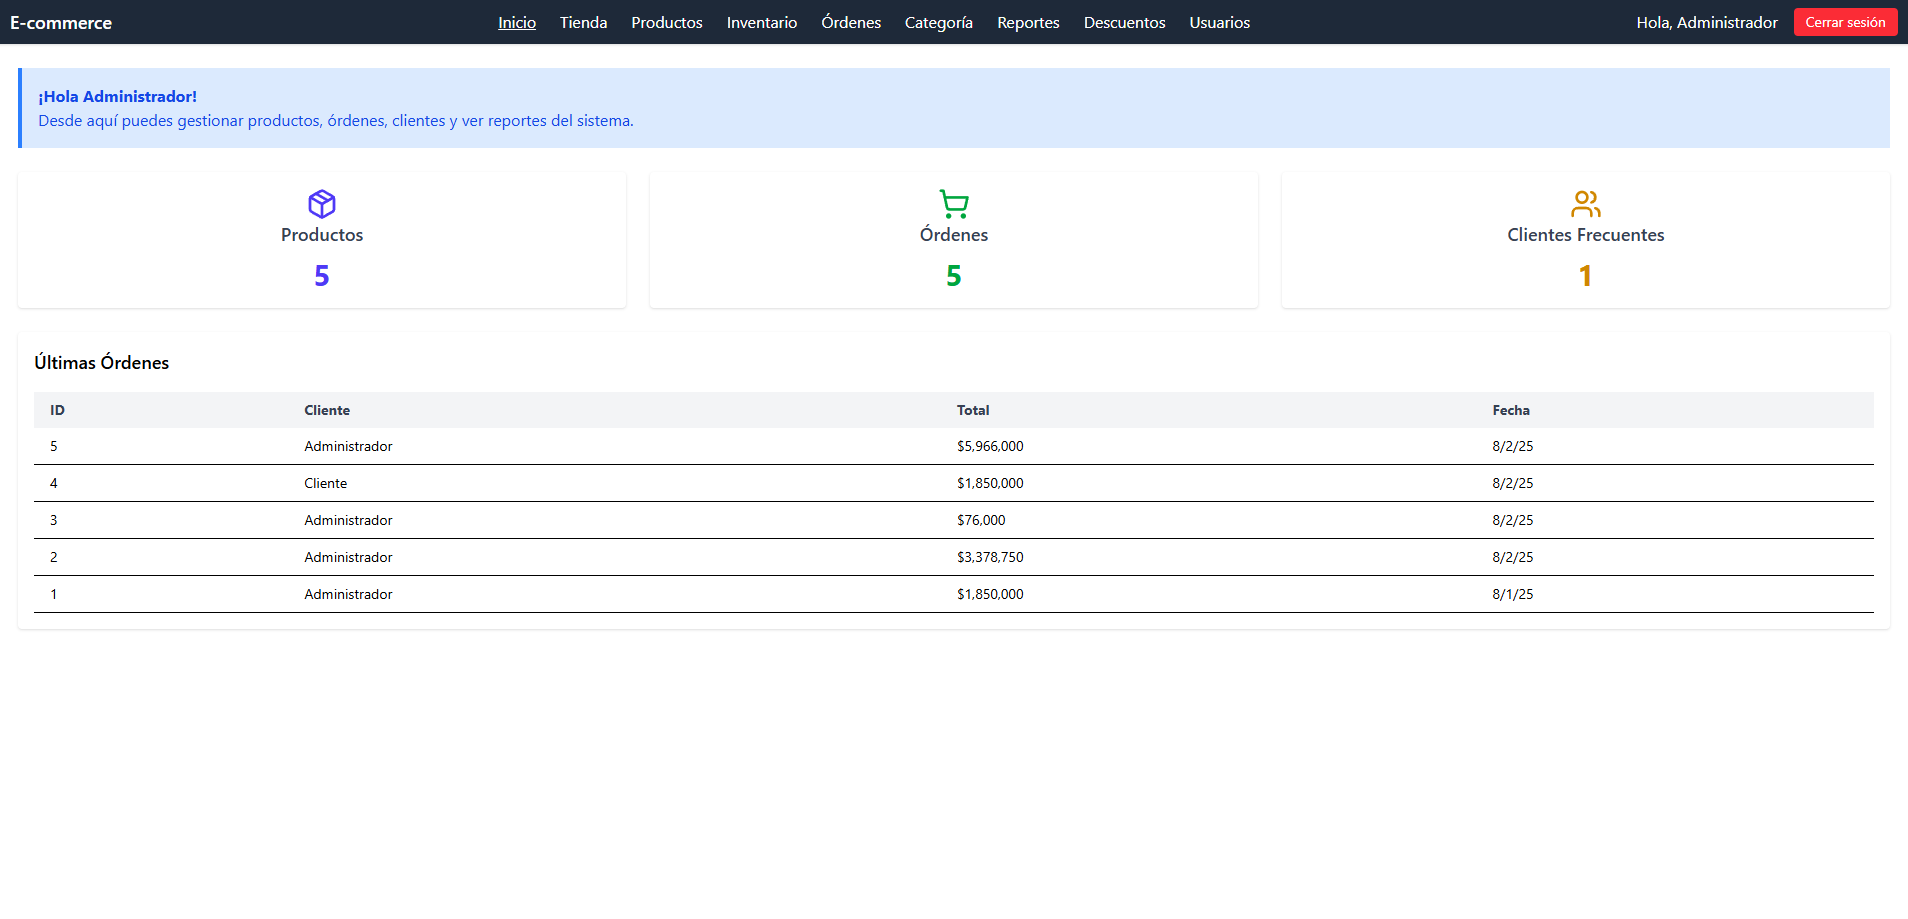 E-commerce Inicio Tienda Productos Inventario Órdenes Categoría Reportes Descuentos Usuarios Hola, Administrador Cerrar sesión
¡Hola Administrador!
Desde aquí puedes gestionar productos, órdenes, clientes y ver reportes del sistema.
Productos
5
Órdenes
5
Clientes Frecuentes
1
Últimas Órdenes
ID Cliente Total Fecha
5 Administrador $5,966,000 8/2/25
4 Cliente $1,850,000 8/2/25
3 Administrador $76,000 8/2/25
2 Administrador $3,378,750 8/2/25
1 Administrador $1,850,000 8/1/25